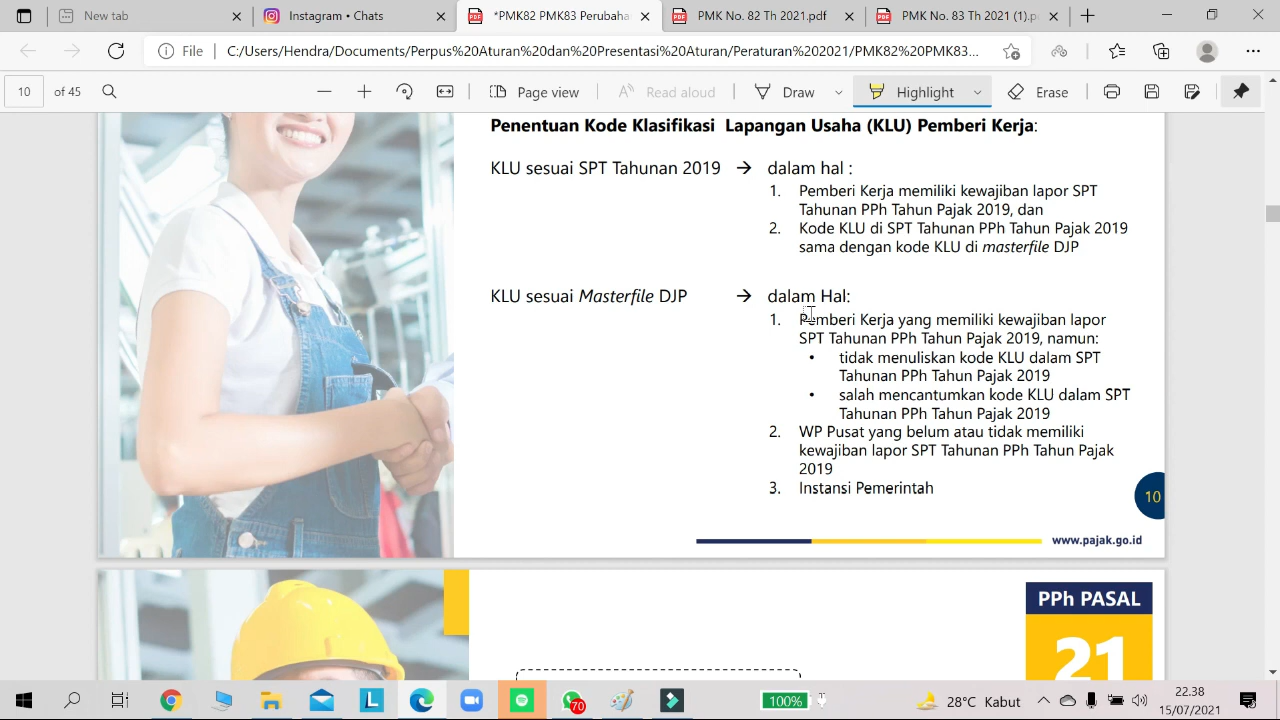 New tab
Instagram • Chats
*PMK82 PMK83 Perubaha
PMK No. 82 Th 2021.pdf
PMK No. 83 Th 2021 (1).p
File
C:/Users/Hendra/Documents/Perpus%20Aturan%20dan%20Presentasi%20Aturan/Peraturan%202021/PMK82%20PMK83...
10 of 45
Page view
Read aloud
Draw
Highlight
Erase
Penentuan Kode Klasifikasi Lapangan Usaha (KLU) Pemberi Kerja:
KLU sesuai SPT Tahunan 2019 → dalam hal :
1. Pemberi Kerja memiliki kewajiban lapor SPT
Tahunan PPh Tahun Pajak 2019, dan
2. Kode KLU di SPT Tahunan PPh Tahun Pajak 2019
sama dengan kode KLU di masterfile DJP
KLU sesuai Masterfile DJP → dalam Hal:
1. Pemberi Kerja yang memiliki kewajiban lapor
SPT Tahunan PPh Tahun Pajak 2019, namun:
• tidak menuliskan kode KLU dalam SPT
Tahunan PPh Tahun Pajak 2019
• salah mencantumkan kode KLU dalam SPT
Tahunan PPh Tahun Pajak 2019
2. WP Pusat yang belum atau tidak memiliki
kewajiban lapor SPT Tahunan PPh Tahun Pajak
2019
3. Instansi Pemerintah
10
www.pajak.go.id
PPh PASAL
21
70
100%
28°C Kabut
22.38
15/07/2021